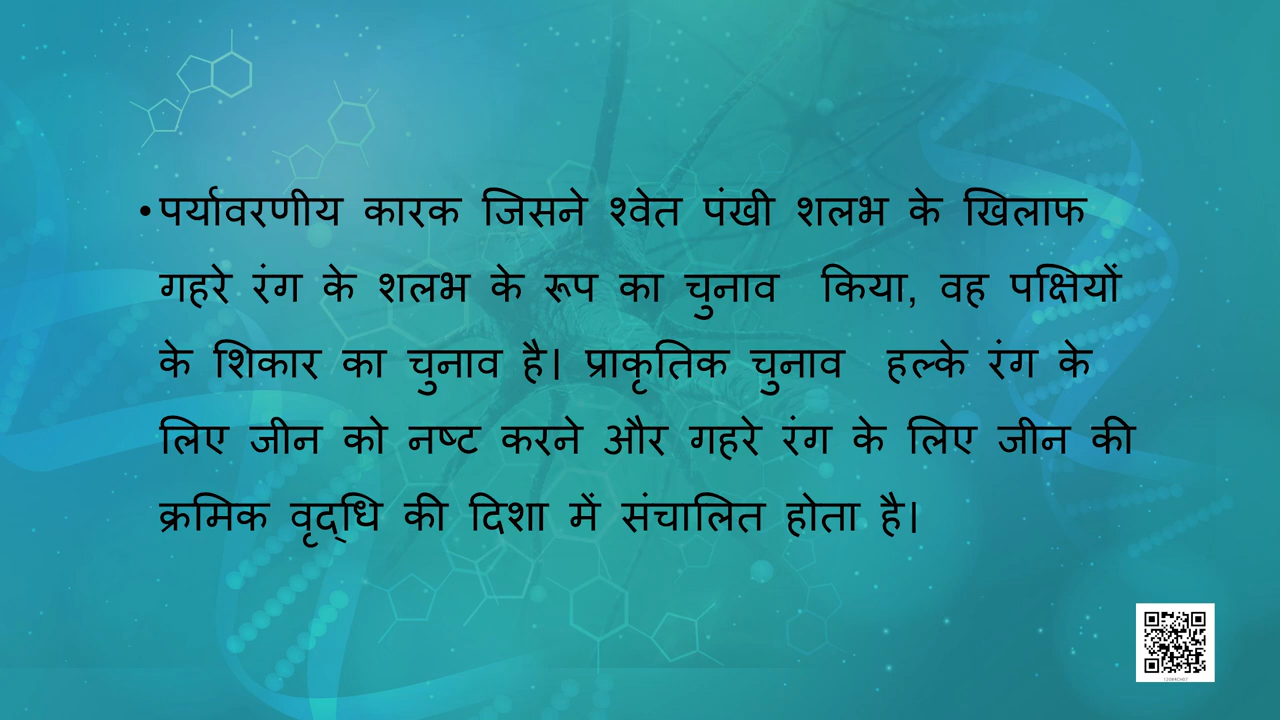 •पर्यावरणीय कारक जिसने श्वेत पंखी शलभ के खिलाफ
गहरे रंग के शलभ के रूप का चुनाव किया, वह पक्षियों
के शिकार का चुनाव है। प्राकृतिक चुनाव हल्के रंग के
लिए जीन को नष्ट करने और गहरे रंग के लिए जीन की
क्रमिक वृद्धि की दिशा में संचालित होता है।